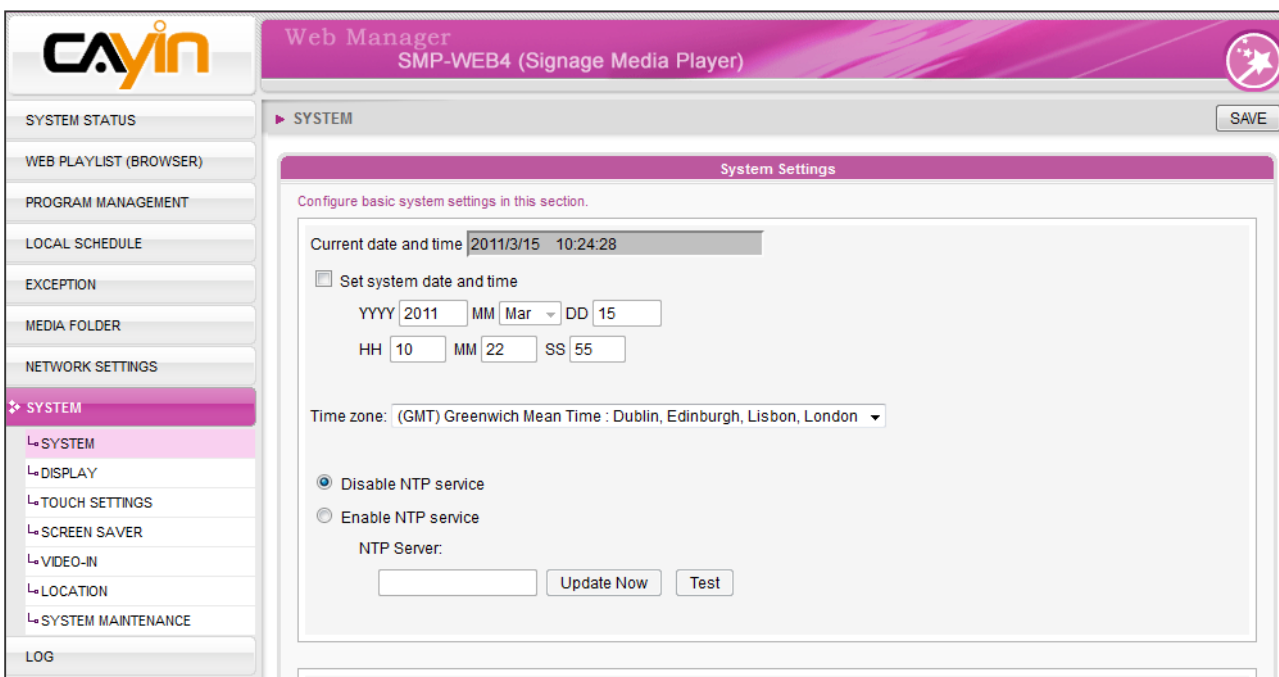 CAYIN
Web Manager
SMP-WEB4 (Signage Media Player)
SYSTEM STATUS
WEB PLAYLIST (BROWSER)
PROGRAM MANAGEMENT
LOCAL SCHEDULE
EXCEPTION
MEDIA FOLDER
NETWORK SETTINGS
SYSTEM
SYSTEM
DISPLAY
TOUCH SETTINGS
SCREEN SAVER
VIDEO-IN
LOCATION
SYSTEM MAINTENANCE
LOG
SYSTEM
SAVE
System Settings
Configure basic system settings in this section.
Current date and time 2011/3/15 10:24:28
Set system date and time
YYYY 2011 MM Mar DD 15
HH 10 MM 22 SS 55
Time zone: (GMT) Greenwich Mean Time : Dublin, Edinburgh, Lisbon, London
Disable NTP service
Enable NTP service
NTP Server:
Update Now Test